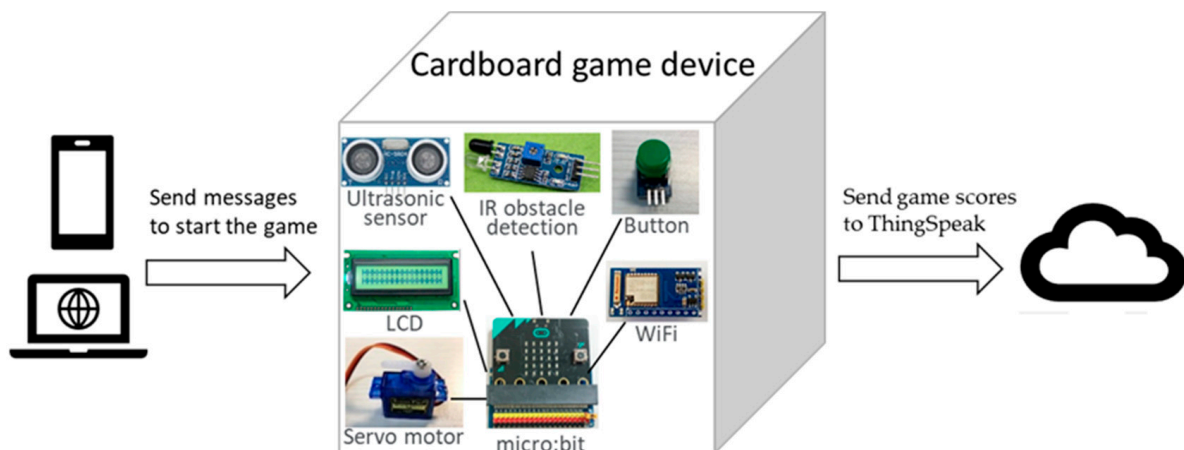 Cardboard game device
Send messages
to start the game
Ultrasonic
sensor
IR obstacle
detection
Button
LCD
WiFi
Servo motor
micro:bit
Send game scores
to ThingSpeak